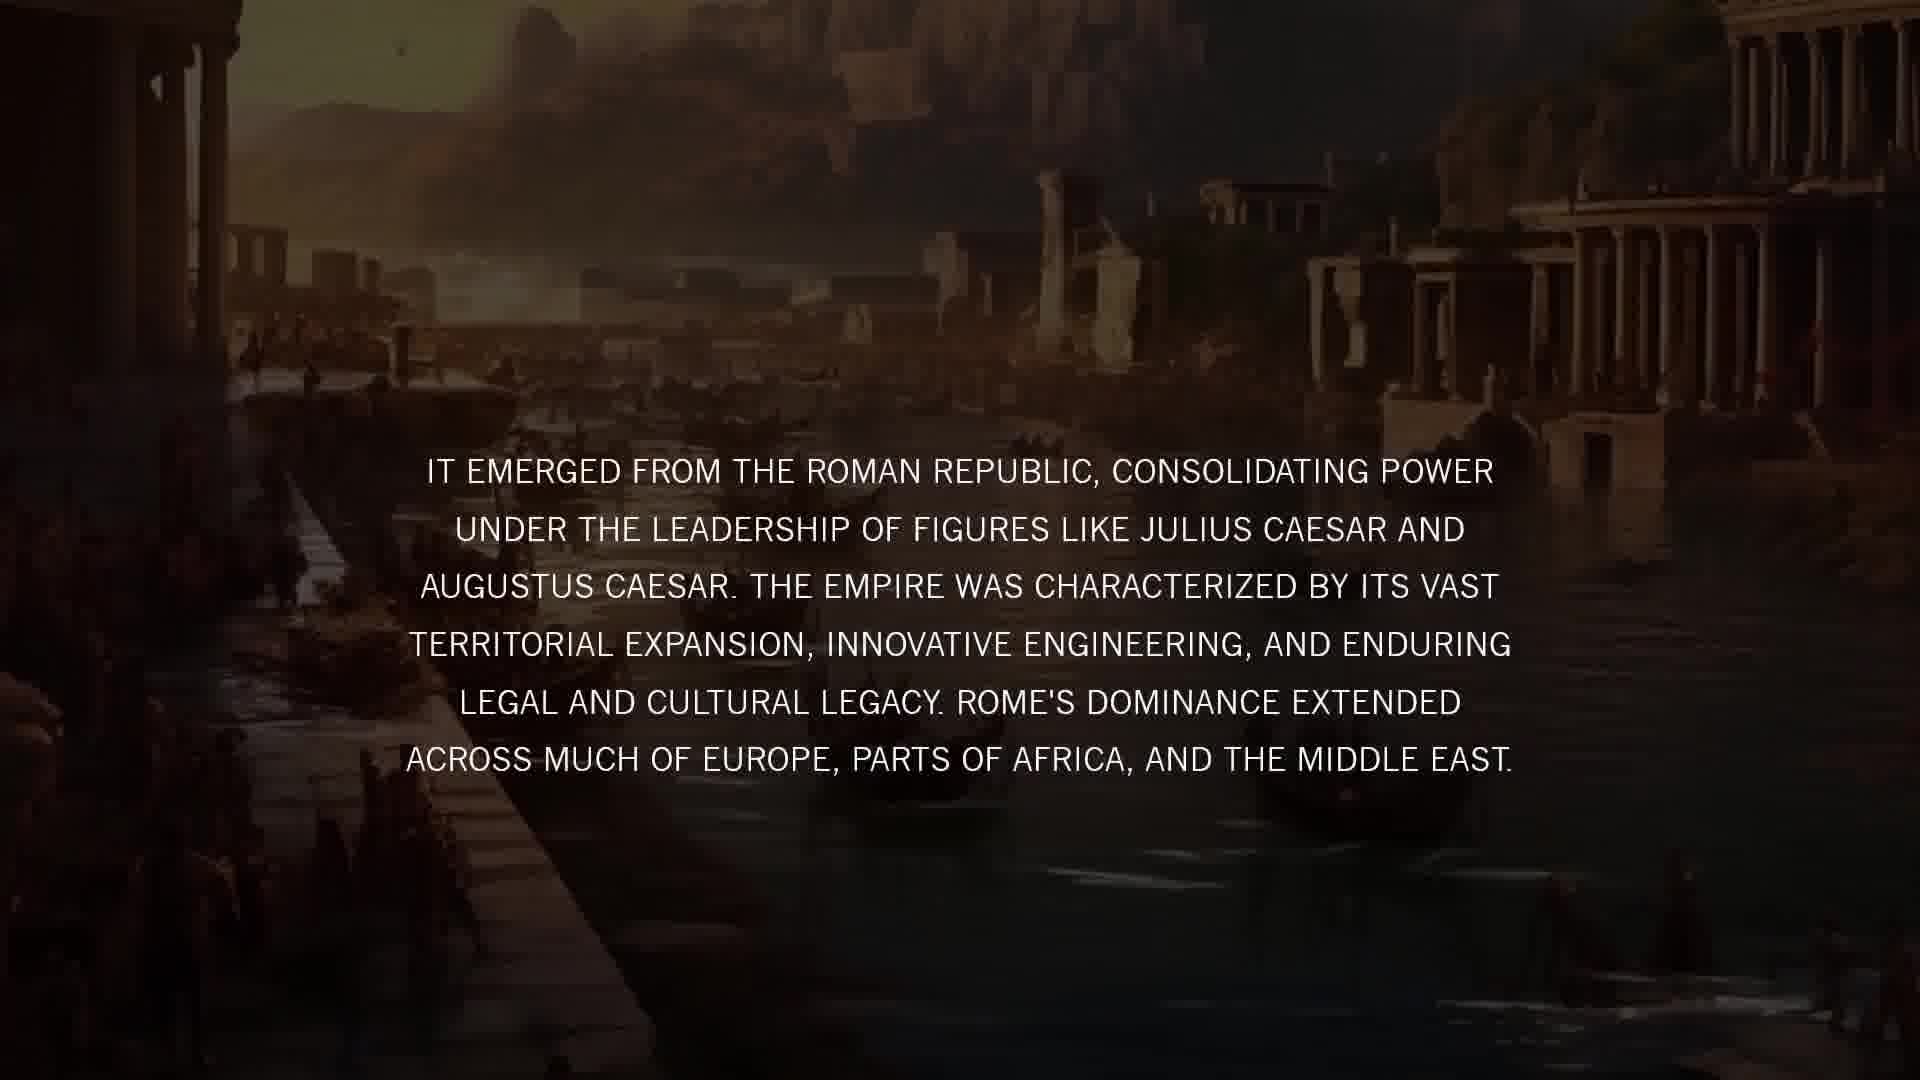 IT EMERGED FROM THE ROMAN REPUBLIC, CONSOLIDATING POWER
UNDER THE LEADERSHIP OF FIGURES LIKE JULIUS CAESAR AND
AUGUSTUS CAESAR. THE EMPIRE WAS CHARACTERIZED BY ITS VAST
TERRITORIAL EXPANSION, INNOVATIVE ENGINEERING, AND ENDURING
LEGAL AND CULTURAL LEGACY. ROME'S DOMINANCE EXTENDED
ACROSS MUCH OF EUROPE, PARTS OF AFRICA, AND THE MIDDLE EAST.